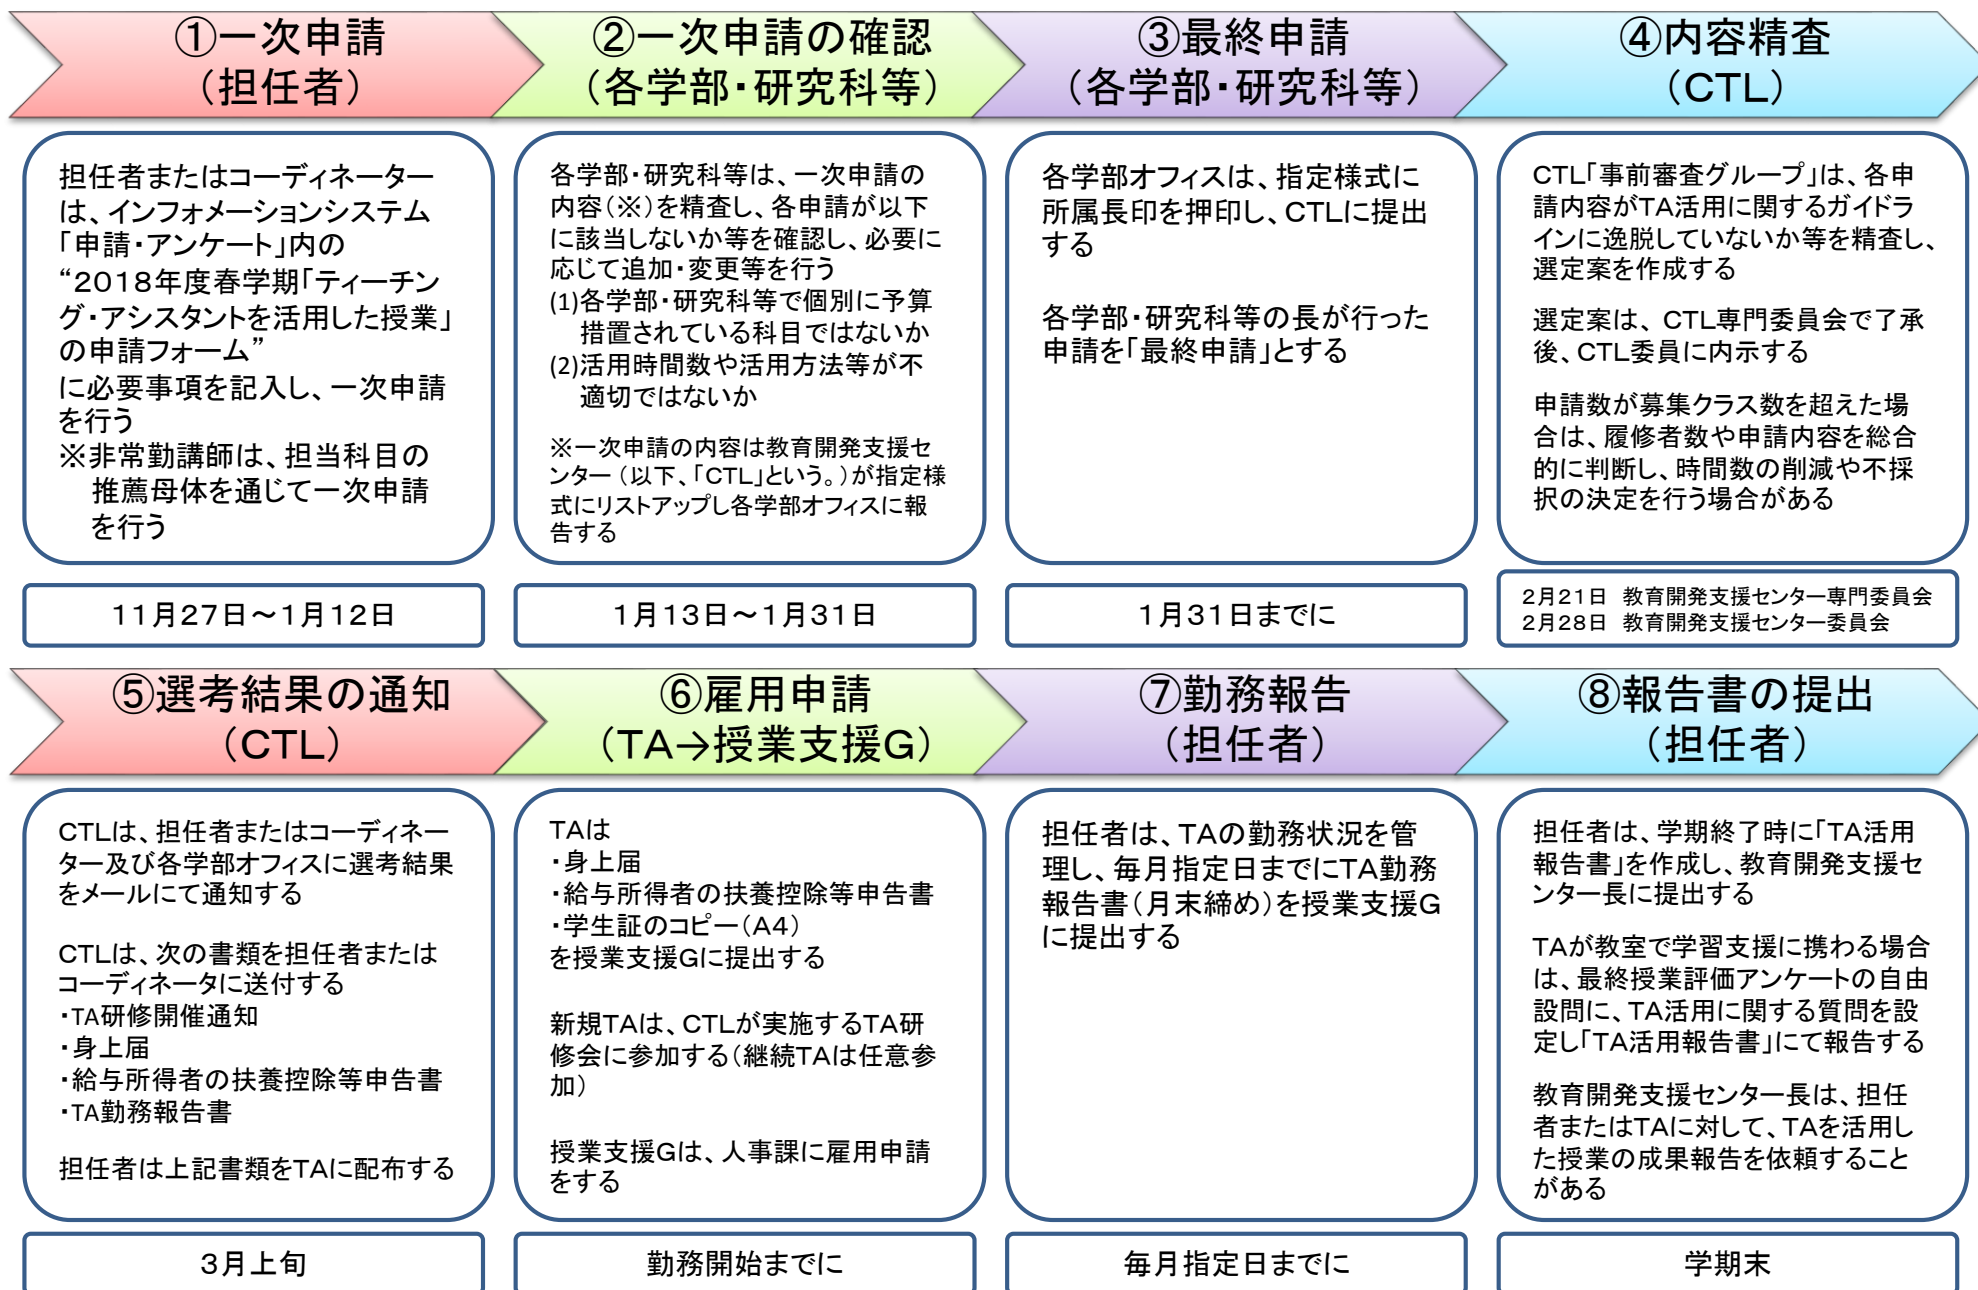 ①一次申請
（担任者）
②一次申請の確認
（各学部・研究科等）
③最終申請
（各学部・研究科等）
④内容精査
（CTL）
担任者またはコーディネーター
は、インフォメーションシステム
「申請・アンケート」内の
“2018年度春学期「ティーチン
グ・アシスタントを活用した授業」
の申請フォーム”
に必要事項を記入し、一次申請
を行う
※非常勤講師は、担当科目の
推薦母体を通じて一次申請
を行う
各学部・研究科等は、一次申請の
内容（※）を精査し、各申請が以下
に該当しないか等を確認し、必要に
応じて追加・変更等を行う
(1)各学部・研究科等で個別に予算
措置されている科目ではないか
(2)活用時間数や活用方法等が不
適切ではないか
※一次申請の内容は教育開発支援セ
ンター（以下、「CTL」という。）が指定様
式にリストアップし各学部オフィスに報
告する
各学部オフィスは、指定様式に
所属長印を押印し、CTLに提出
する
各学部・研究科等の長が行った
申請を「最終申請」とする
CTL「事前審査グループ」は、各申
請内容がTA活用に関するガイドラ
インに逸脱していないか等を精査し、
選定案を作成する
選定案は、CTL専門委員会で了承
後、CTL委員に内示する
申請数が募集クラス数を超えた場
合は、履修者数や申請内容を総合
的に判断し、時間数の削減や不採
択の決定を行う場合がある
11月27日～1月12日
1月13日～1月31日
1月31日までに
2月21日　教育開発支援センター専門委員会
2月28日　教育開発支援センター委員会
⑤選考結果の通知
（CTL）
⑥雇用申請
（TA→授業支援G）
⑦勤務報告
（担任者）
⑧報告書の提出
（担任者）
CTLは、担任者またはコーディネー
ター及び各学部オフィスに選考結果
をメールにて通知する
CTLは、次の書類を担任者または
コーディネータに送付する
・TA研修開催通知
・身上届
・給与所得者の扶養控除等申告書
・TA勤務報告書
担任者は上記書類をTAに配布する
TAは
・身上届
・給与所得者の扶養控除等申告書
・学生証のコピー（A4）
を授業支援Gに提出する
新規TAは、CTLが実施するTA研
修会に参加する（継続TAは任意参
加）
授業支援Gは、人事課に雇用申請
をする
担任者は、TAの勤務状況を管
理し、毎月指定日までにTA勤務
報告書（月末締め）を授業支援G
に提出する
担任者は、学期終了時に「TA活用
報告書」を作成し、教育開発支援セ
ンター長に提出する
TAが教室で学習支援に携わる場合
は、最終授業評価アンケートの自由
設問に、TA活用に関する質問を設
定し「TA活用報告書」にて報告する
教育開発支援センター長は、担任
者またはTAに対して、TAを活用し
た授業の成果報告を依頼すること
がある
3月上旬
勤務開始までに
毎月指定日までに
学期末